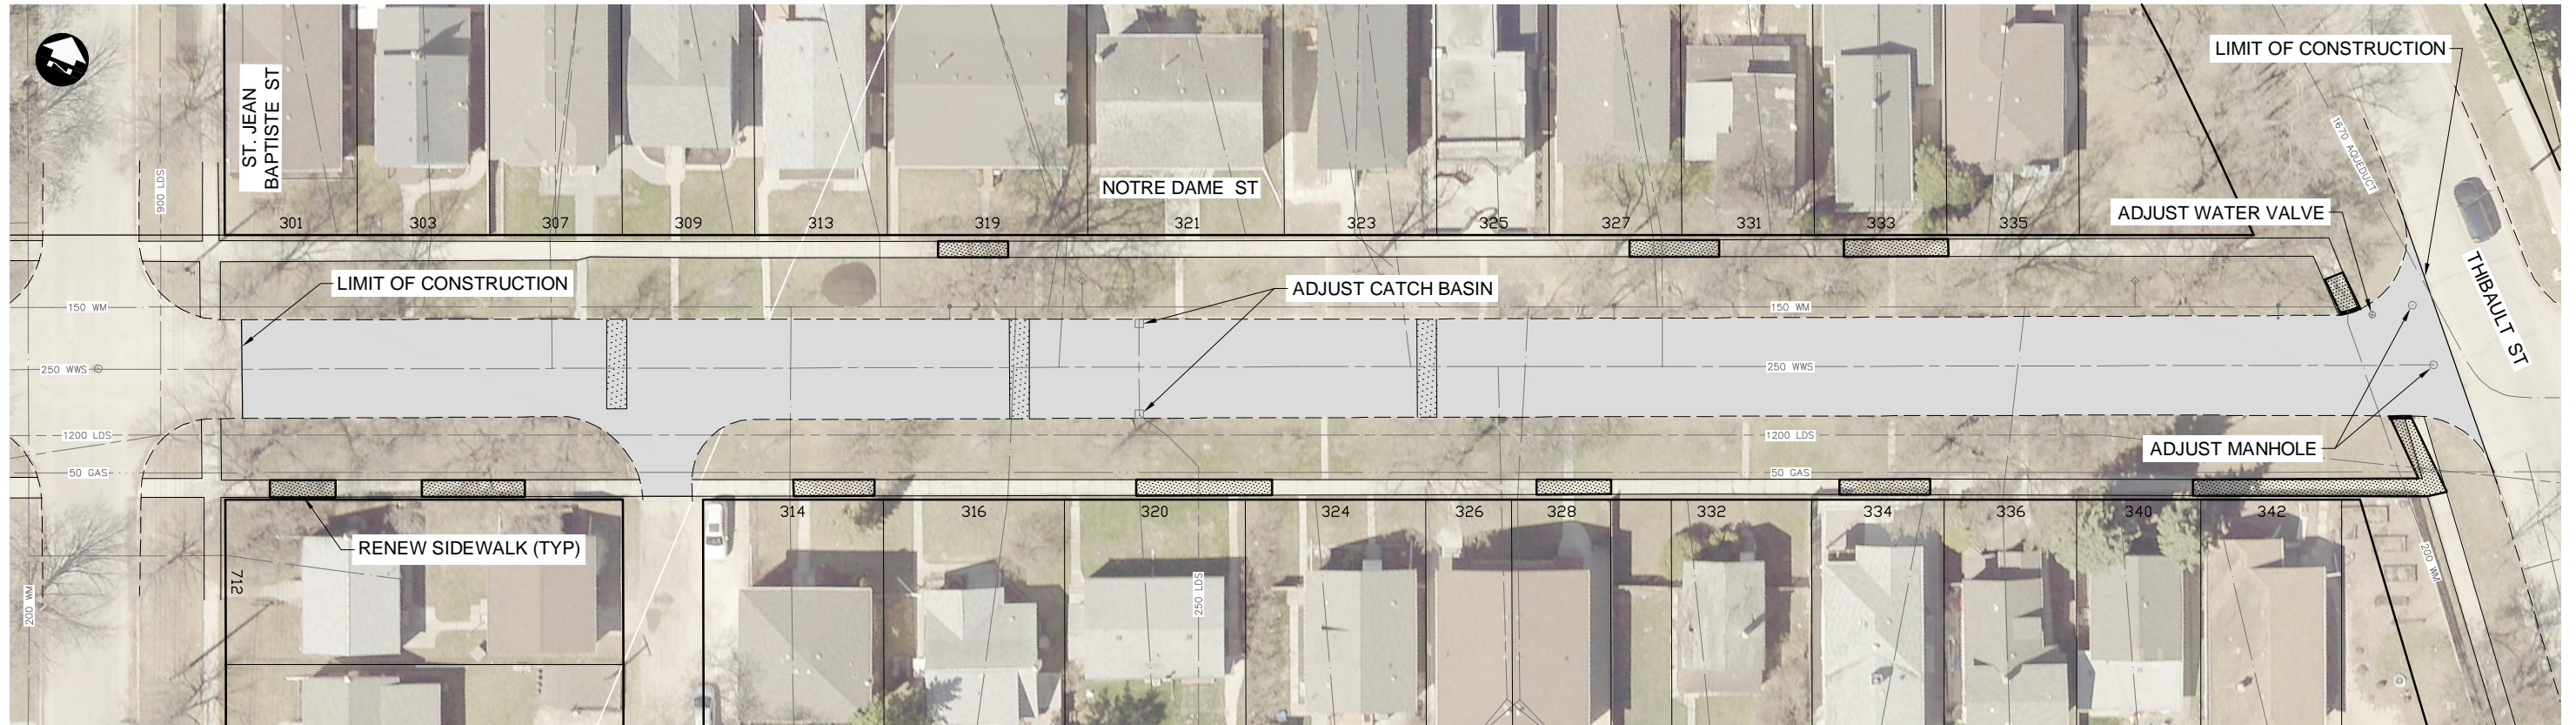 LIMIT OF CONSTRUCTION
ST. JEAN
BAPTISTE ST
900 LDS
1670 AQUEDUCT
NOTRE DAME ST
ADJUST WATER VALVE
301
303
307
309
313
319
321
323
325
327
331
333
335
LIMIT OF CONSTRUCTION
ADJUST CATCH BASIN
THIBAULT ST
150 WM
150 WM
250 WWS
250 WWS
1200 LDS
1200 LDS
ADJUST MANHOLE
50 GAS
50 GAS
314
316
320
324
326
328
332
334
336
340
342
RENEW SIDEWALK (TYP)
712
200 WM
250 LDS
200 WM